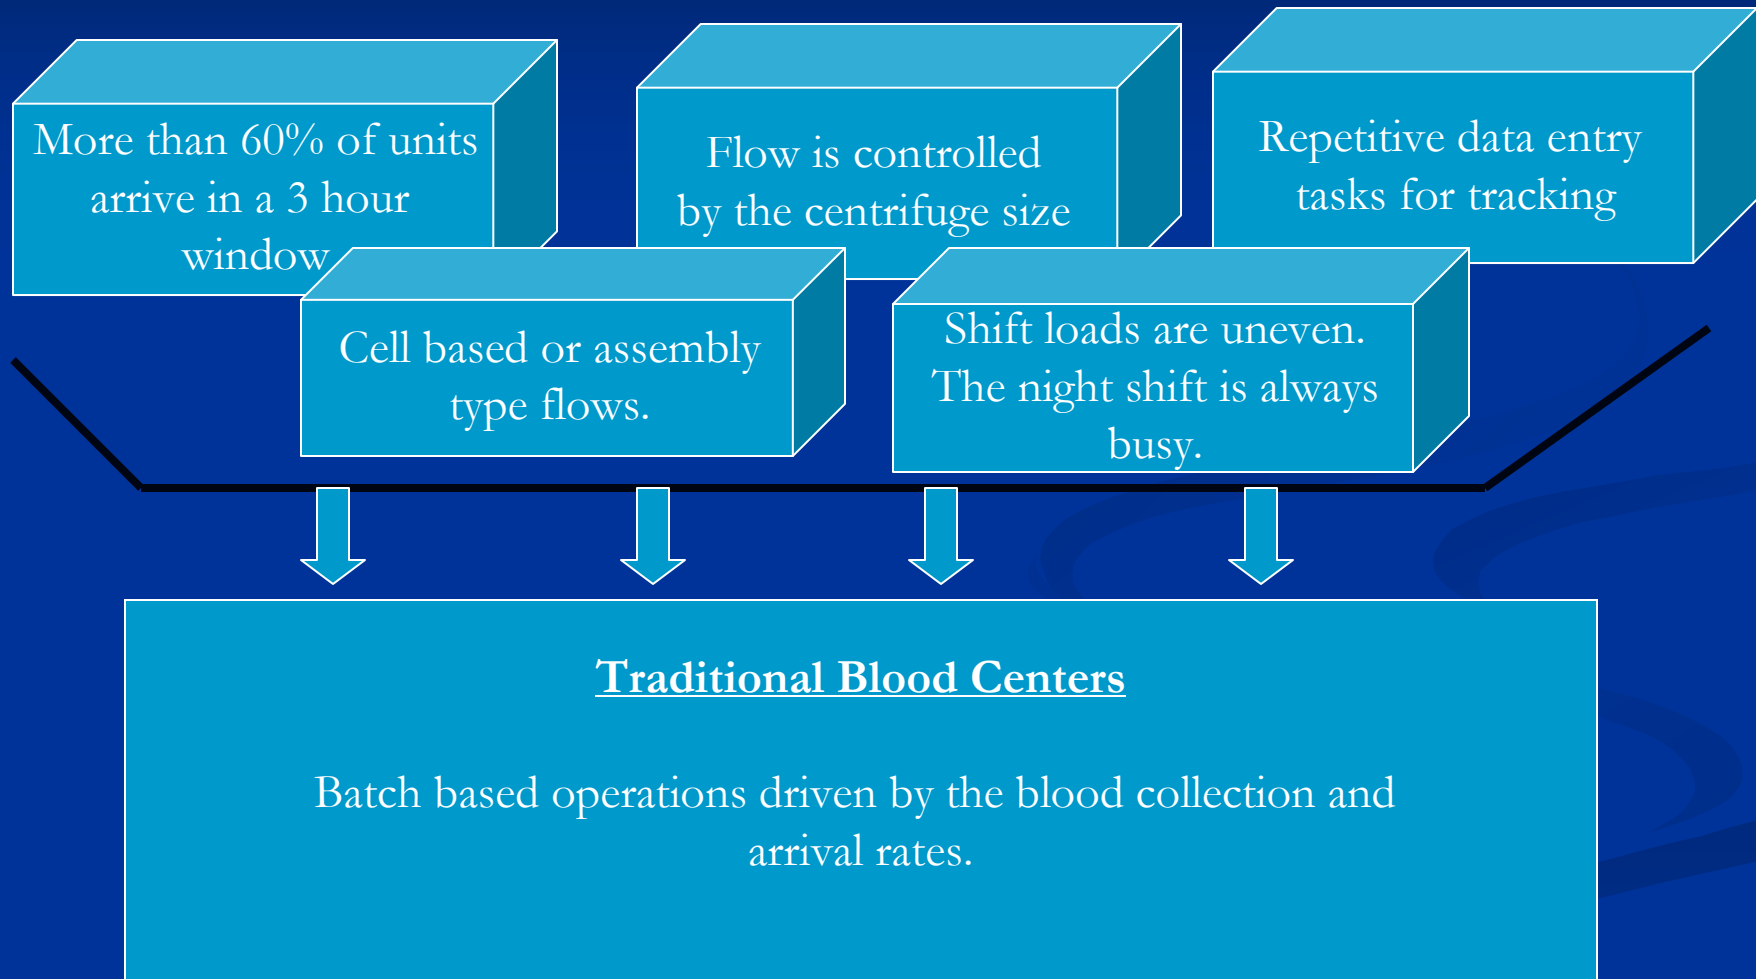 More than 60% of units
arrive in a 3 hour
window
Flow is controlled
by the centrifuge size
Repetitive data entry
tasks for tracking
Cell based or assembly
type flows.
Shift loads are uneven.
The night shift is always
busy.
Traditional Blood Centers
Batch based operations driven by the blood collection and
arrival rates.